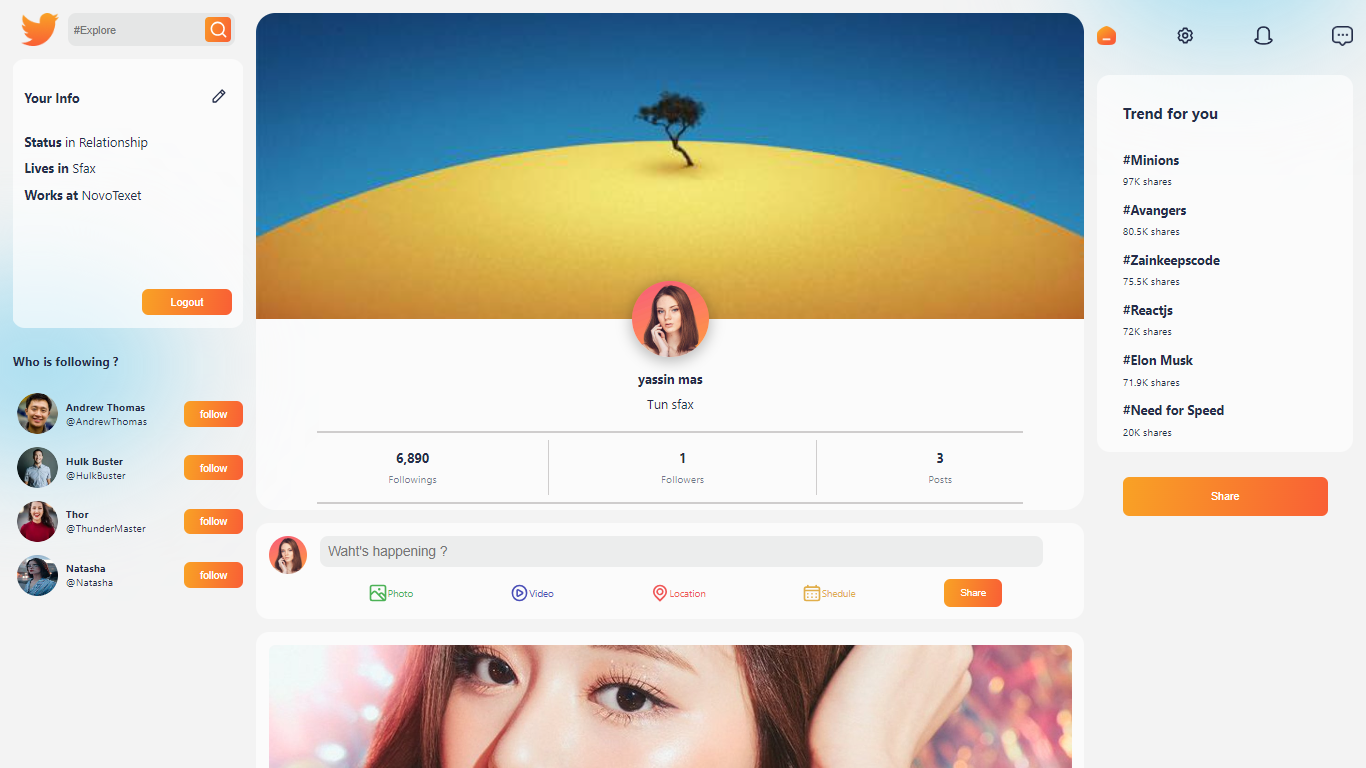 #Explore
Your Info
Status in Relationship
Lives in Sfax
Works at NovoTexet
Logout
Who is following ?
Andrew Thomas
@AndrewThomas
follow
Hulk Buster
@HulkBuster
follow
Thor
@ThunderMaster
follow
Natasha
@Natasha
follow
yassin mas
Tun sfax
6,890
Followings
1
Followers
3
Posts
Waht's happening ?
Photo
Video
Location
Shedule
Share
Trend for you
#Minions
97K shares
#Avangers
80.5K shares
#Zainkeepscode
75.5K shares
#Reactjs
72K shares
#Elon Musk
71.9K shares
#Need for Speed
20K shares
Share